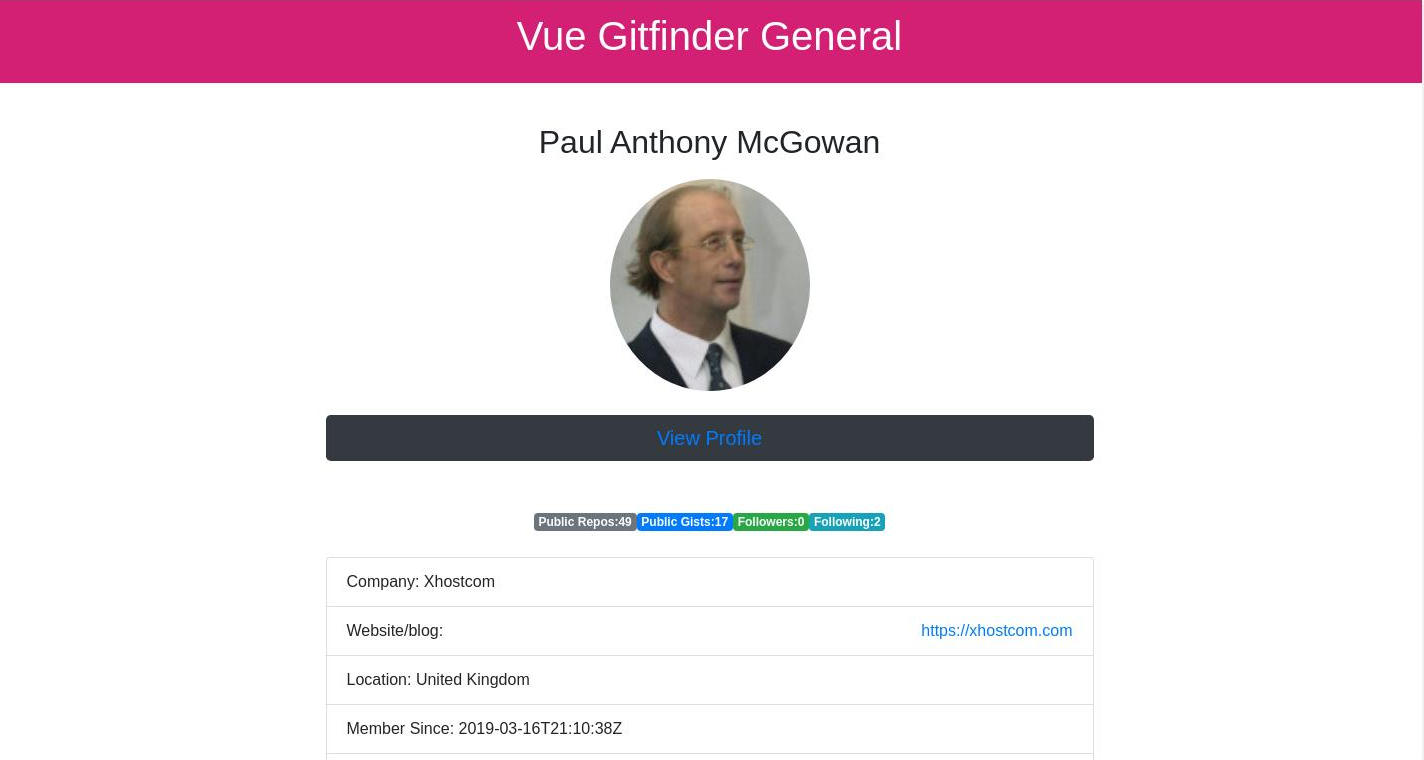 Vue Gitfinder General
Paul Anthony McGowan
View Profile
Public Repos:49 Public Gists:17 Followers:0 Following:2
Company: Xhostcom
Website/blog: https://xhostcom.com
Location: United Kingdom
Member Since: 2019-03-16T21:10:38Z